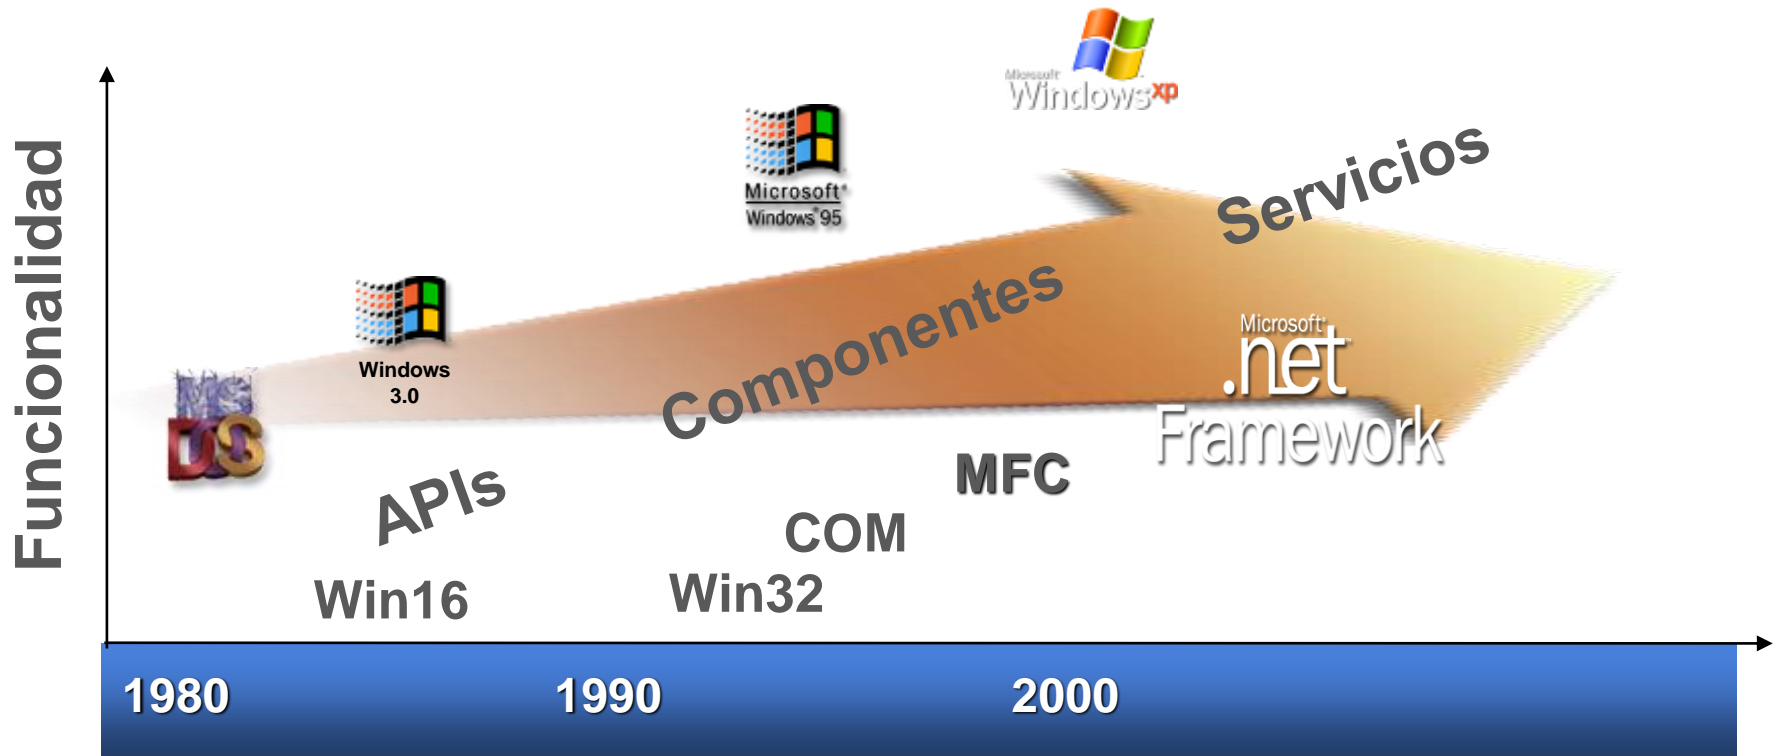 Funcionalidad
Microsoft
Windows xp
Microsoft®
Windows®95
Servicios
Windows
3.0
Componentes
Microsoft®
.net™
Framework
MS
DOS
APIs
MFC
COM
Win16
Win32
1980
1990
2000